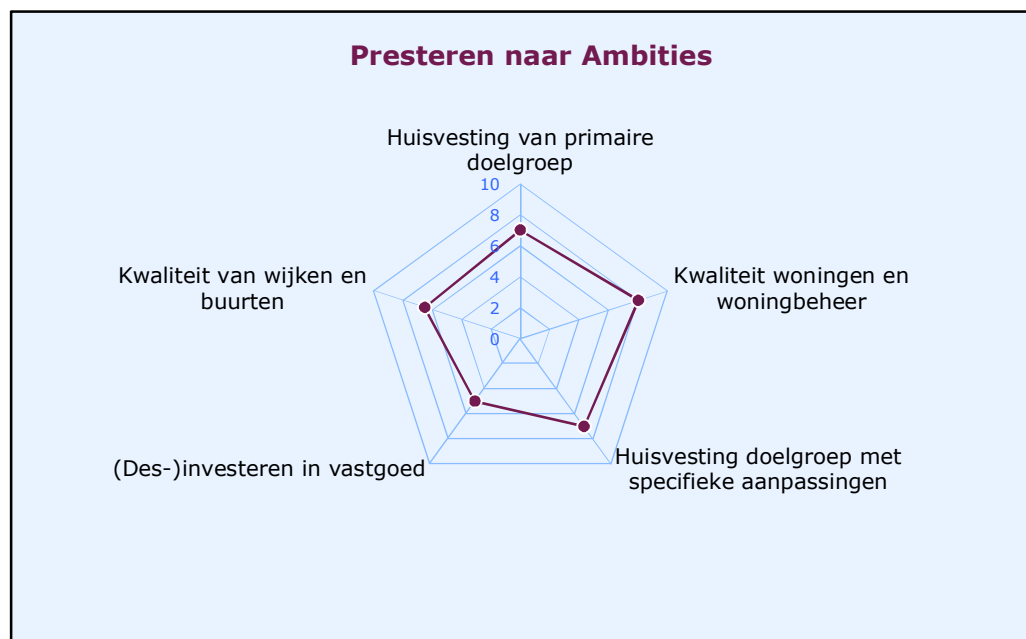 Presteren naar Ambities
Huisvesting van primaire
doelgroep
10
8
6
4
2
0
Kwaliteit van wijken en
buurten
Kwaliteit woningen en
woningbeheer
(Des-)investeren in vastgoed
Huisvesting doelgroep met
specifieke aanpassingen